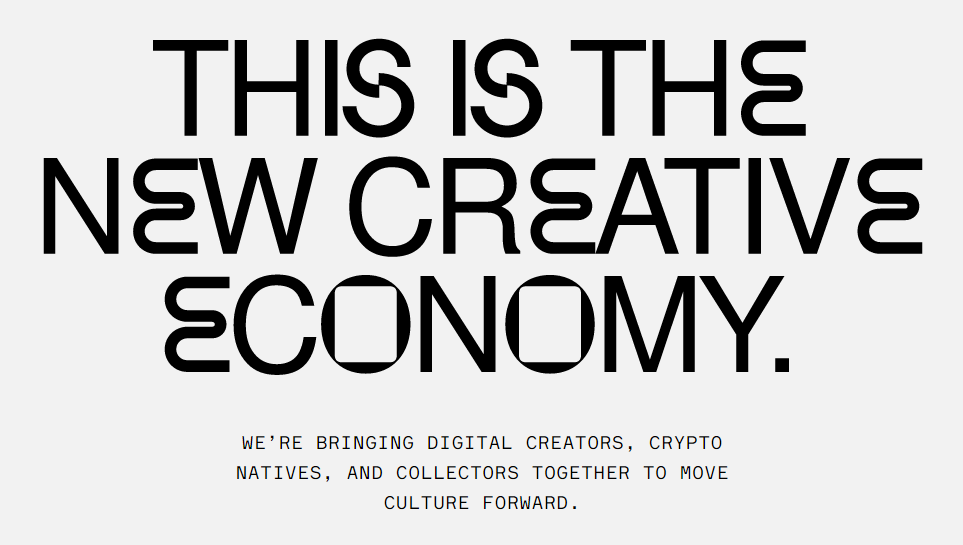 THIS IS THE
NEW CREATIVE
ECONOMY.
WE’RE BRINGING DIGITAL CREATORS, CRYPTO
NATIVES, AND COLLECTORS TOGETHER TO MOVE
CULTURE FORWARD.